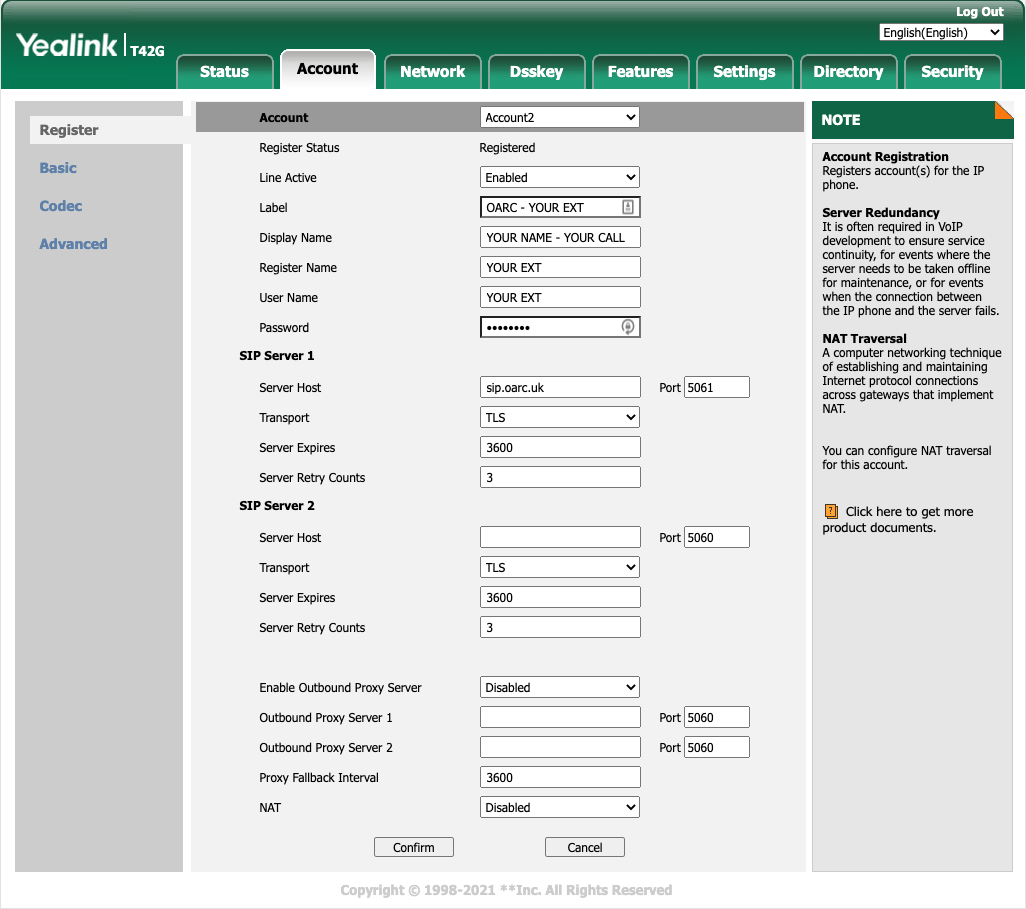 Log Out
Yealink T42G
English(English)
Status Account Network Dsskey Features Settings Directory Security
Register
Basic
Codec
Advanced
Account Account2
Register Status Registered
Line Active Enabled
Label OARC - YOUR EXT
Display Name YOUR NAME - YOUR CALL
Register Name YOUR EXT
User Name YOUR EXT
Password ••••••••
SIP Server 1
Server Host sip.oarc.uk Port 5061
Transport TLS
Server Expires 3600
Server Retry Counts 3
SIP Server 2
Server Host Port 5060
Transport TLS
Server Expires 3600
Server Retry Counts 3
Enable Outbound Proxy Server Disabled
Outbound Proxy Server 1 Port 5060
Outbound Proxy Server 2 Port 5060
Proxy Fallback Interval 3600
NAT Disabled
Confirm Cancel
NOTE
Account Registration
Registers account(s) for the IP
phone.
Server Redundancy
It is often required in VoIP
development to ensure service
continuity, for events where the
server needs to be taken offline
for maintenance, or for events
when the connection between
the IP phone and the server fails.
NAT Traversal
A computer networking technique
of establishing and maintaining
Internet protocol connections
across gateways that implement
NAT.
You can configure NAT traversal
for this account.
? Click here to get more
product documents.
Copyright © 1998-2021 **Inc. All Rights Reserved